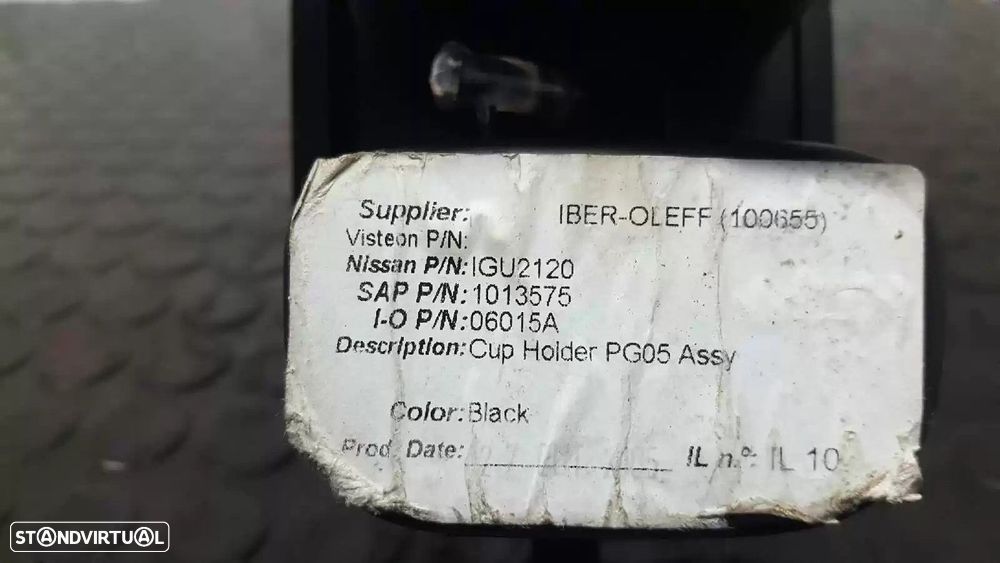 Supplier: IBER-OLEFF (100655)
Visteon P/N:
Nissan P/N: IGU2120
SAP P/N: 1013575
I-O P/N: 06015A
Description: Cup Holder PG05 Assy
Color: Black
Prod. Date: IL n.º: IL 10
STANDVIRTUAL